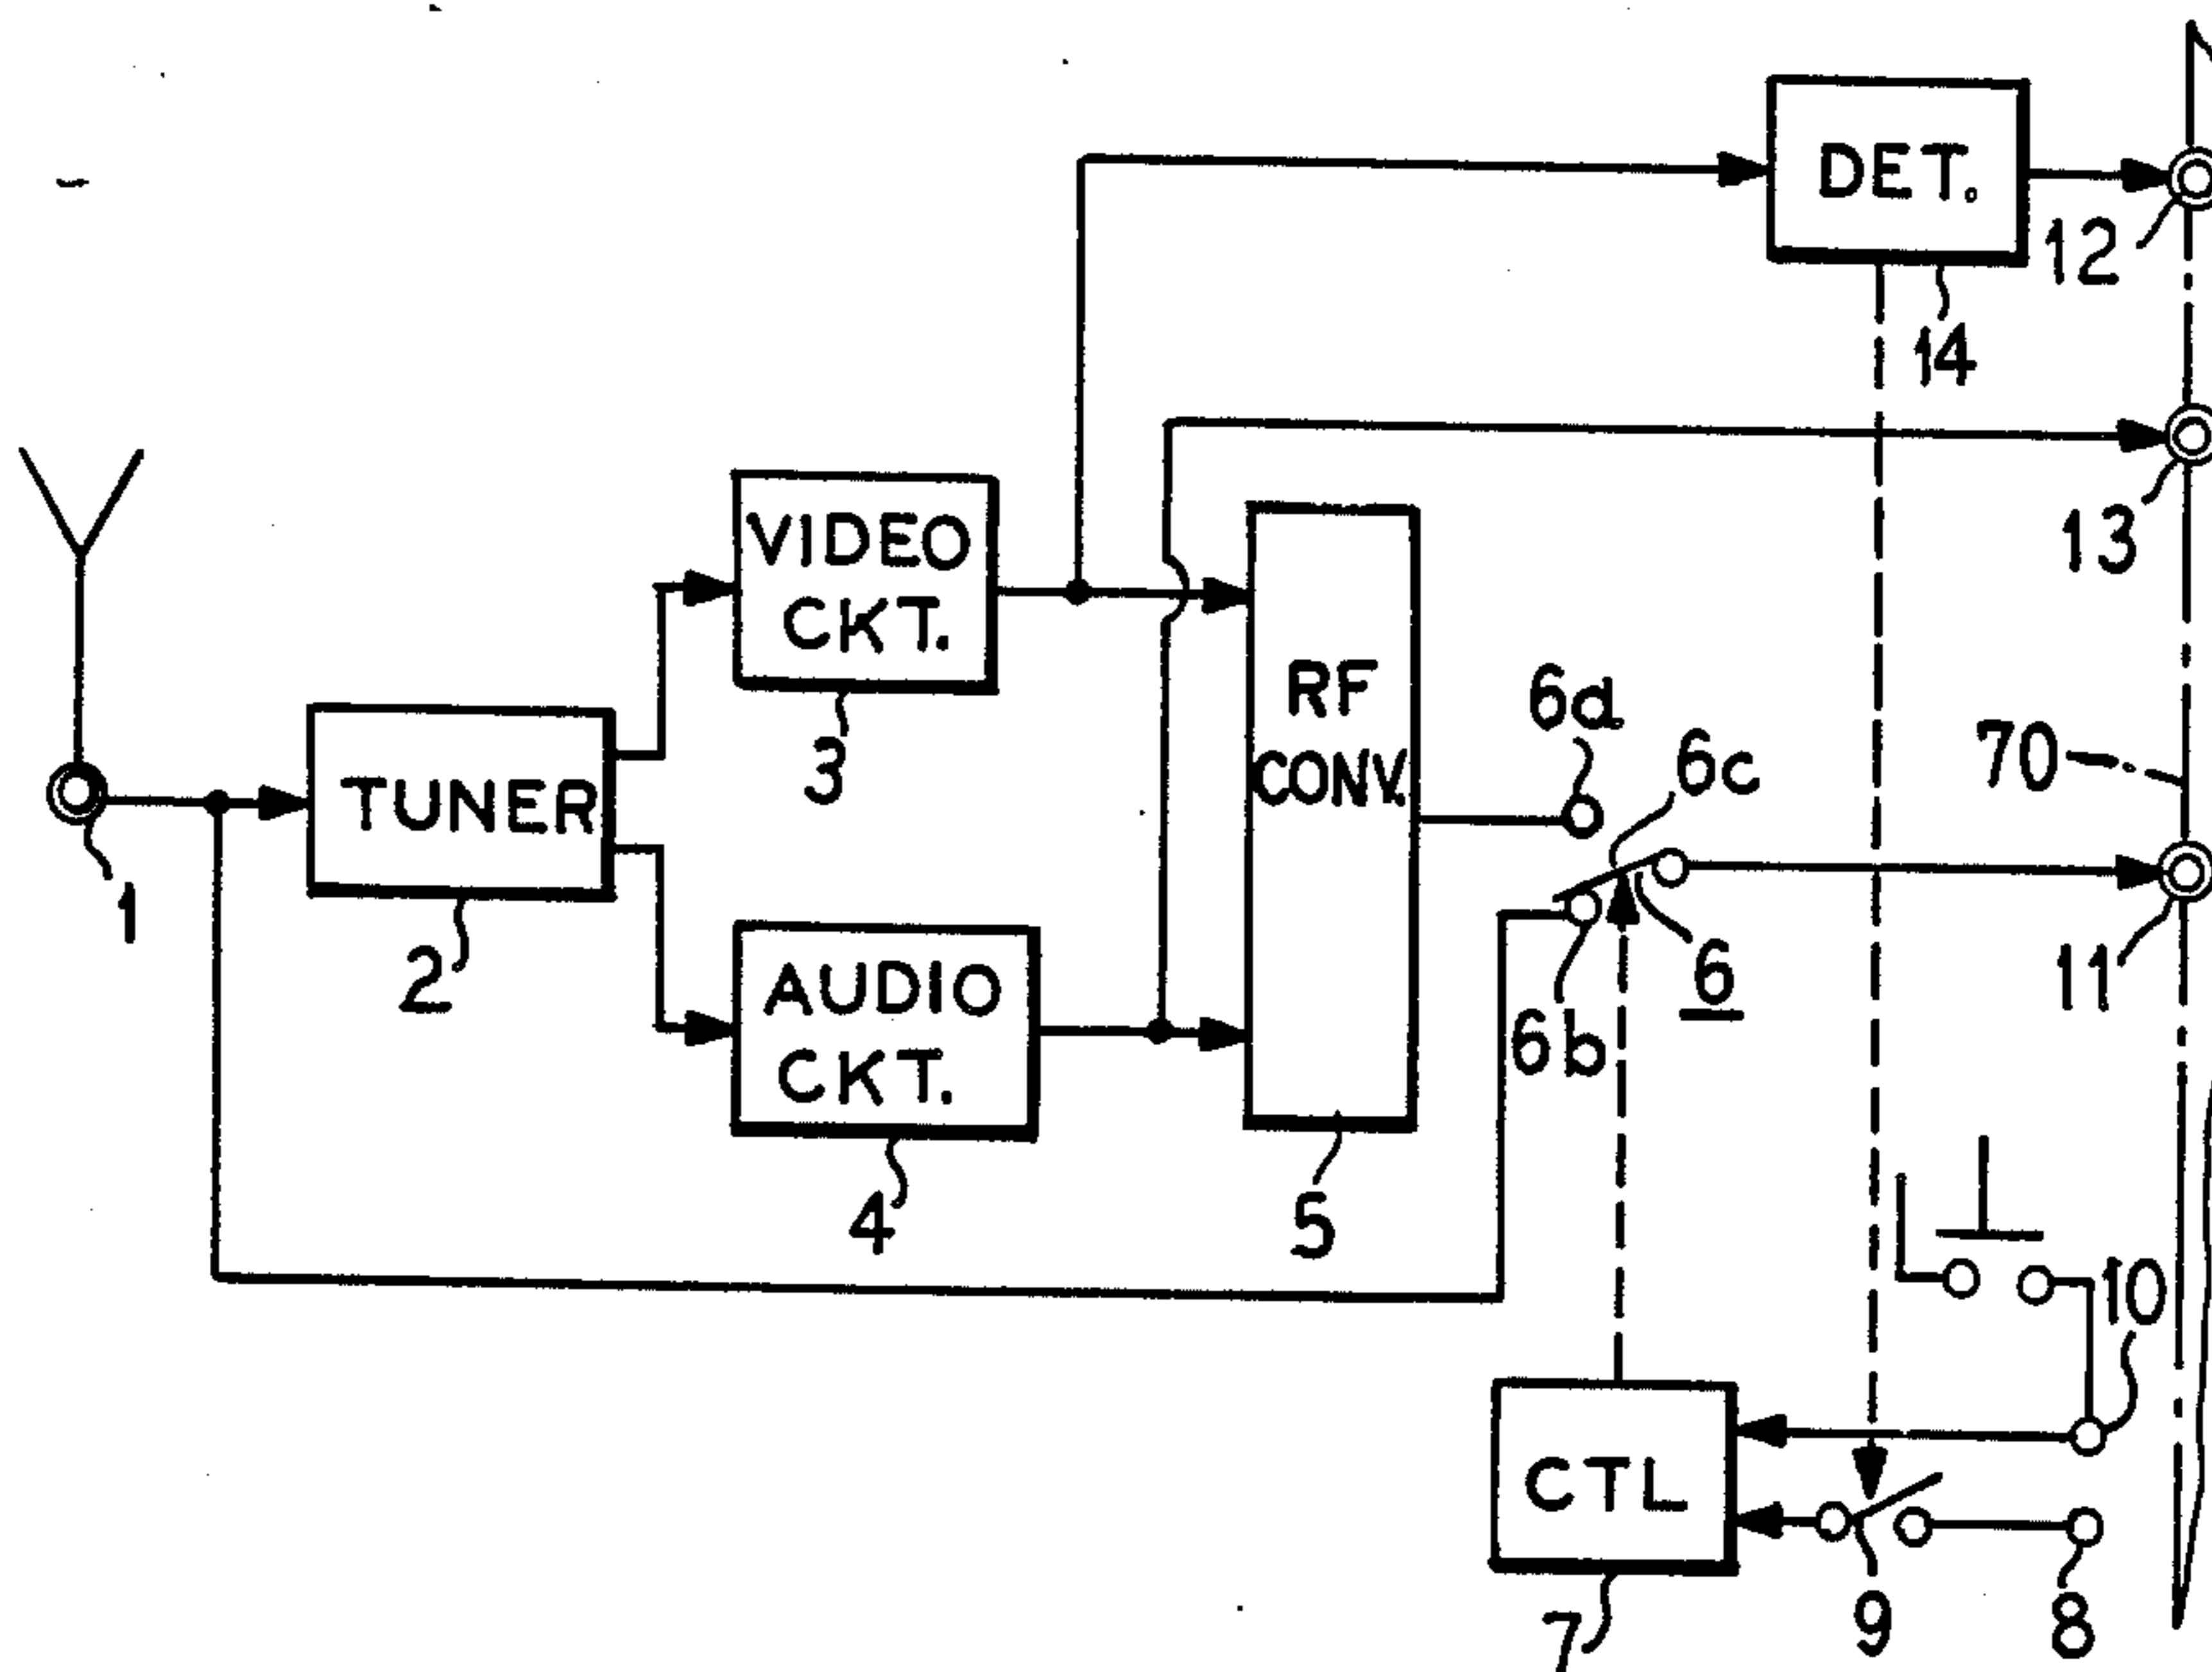 DET.
12
14
13
VIDEO
CKT.
3
RF
CONV.
6d
6c
70
TUNER
1
2
AUDIO
CKT.
4
6b
6
11
5
10
CTL
7
9
8